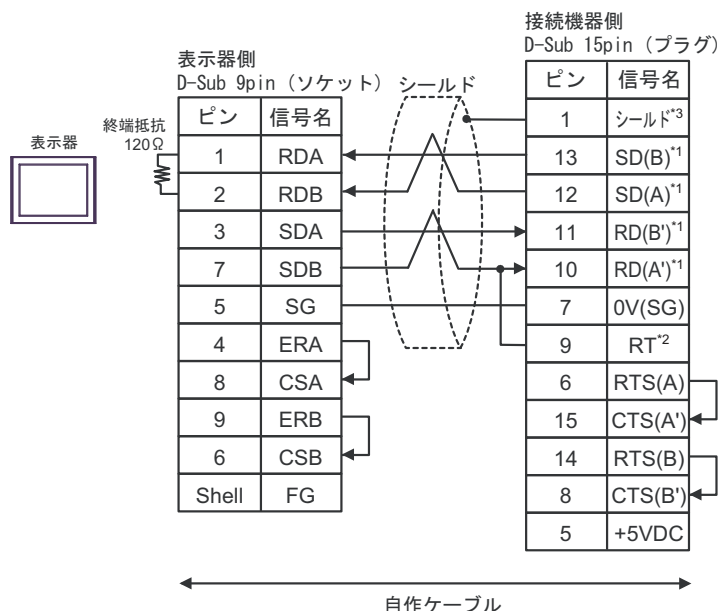 接続機器側
D-Sub 15pin（プラグ）
表示器側
D-Sub 9pin（ソケット）
シールド
表示器
終端抵抗
120Ω
ピン 信号名
1 RDA
2 RDB
3 SDA
7 SDB
5 SG
4 ERA
8 CSA
9 ERB
6 CSB
Shell FG
ピン 信号名
1 シールド*3
13 SD(B)*1
12 SD(A)*1
11 RD(B')*1
10 RD(A')*1
7 0V(SG)
9 RT*2
6 RTS(A)
15 CTS(A')
14 RTS(B)
8 CTS(B')
5 +5VDC
自作ケーブル